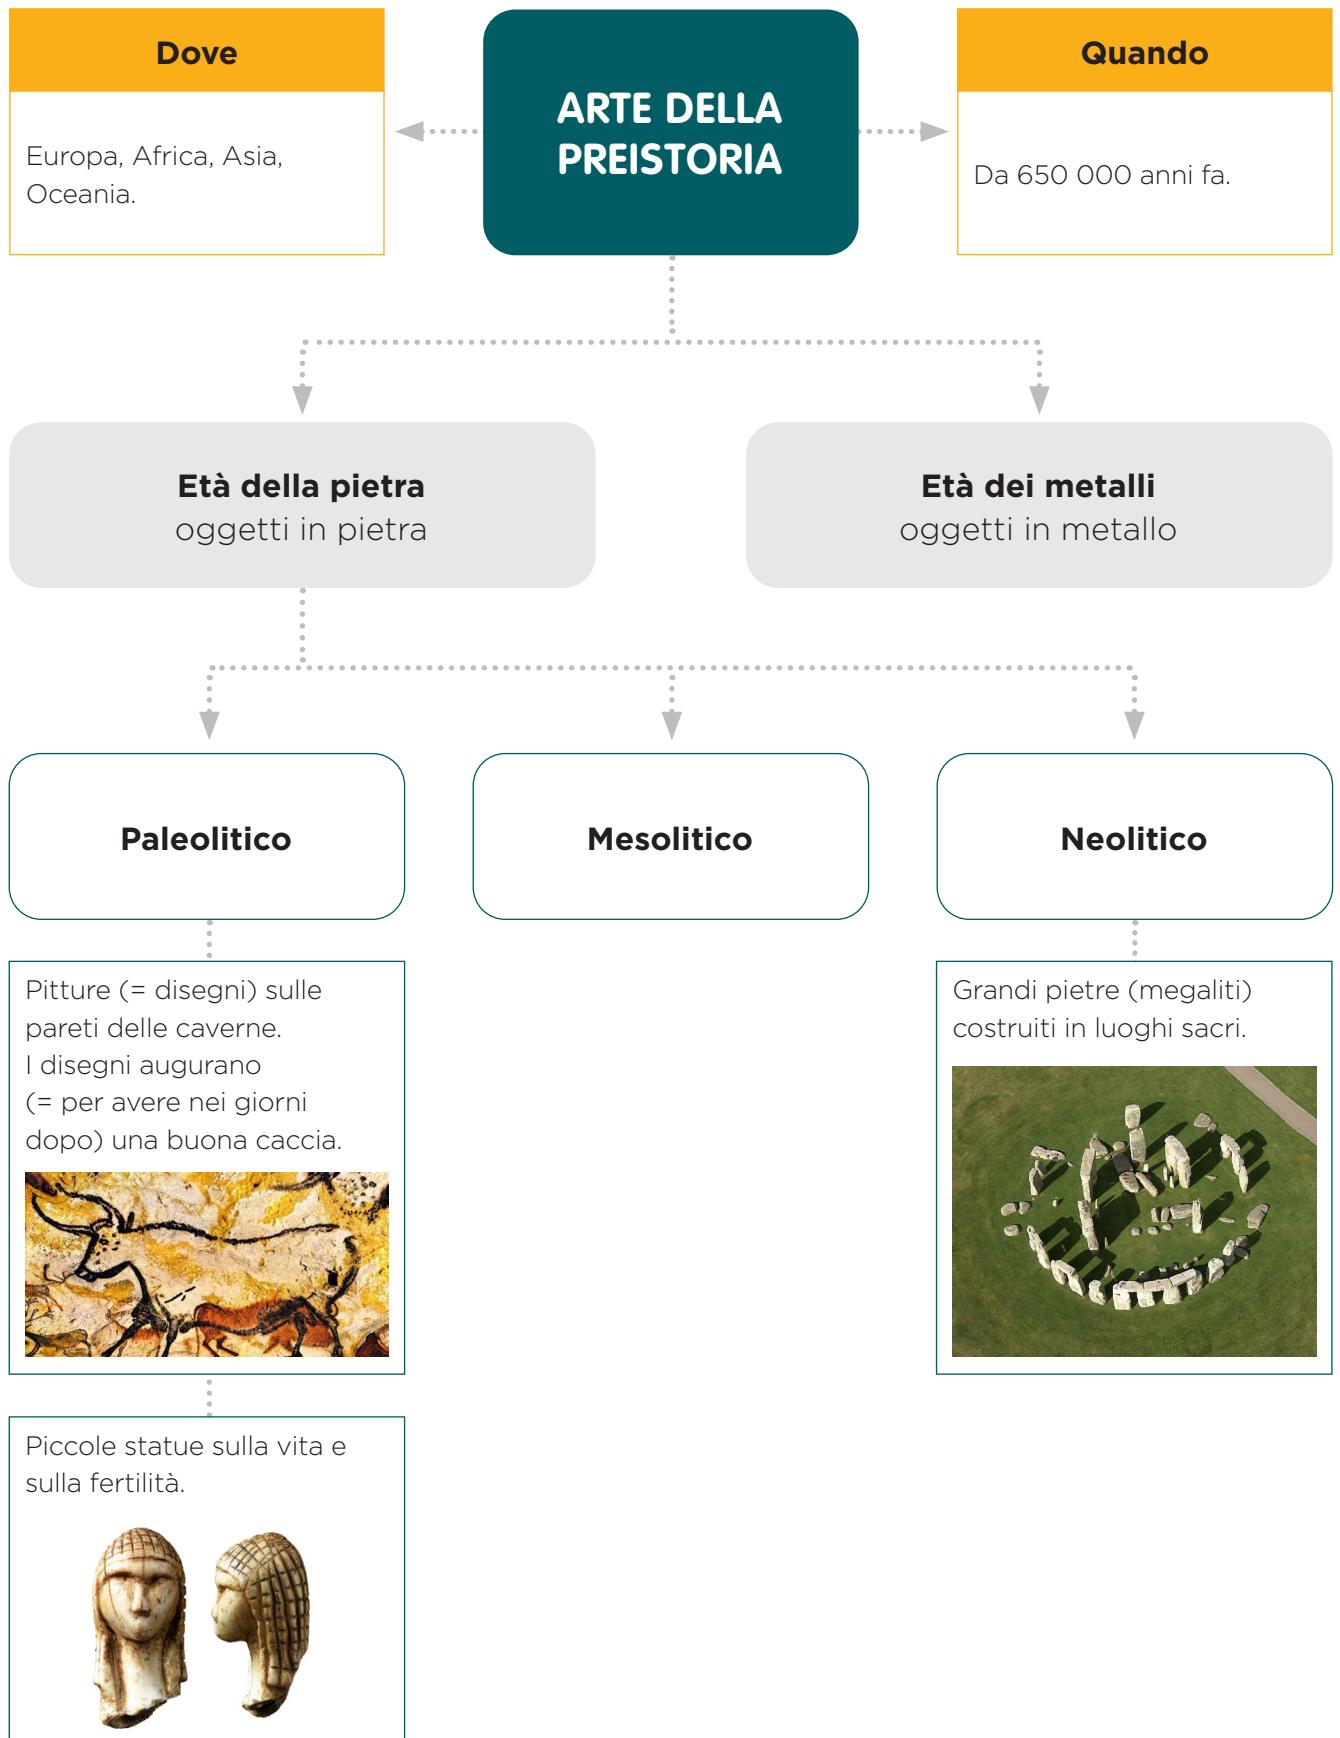 Dove
Europa, Africa, Asia,
Oceania.
ARTE DELLA
PREISTORIA
Quando
Da 650 000 anni fa.
Età della pietra
oggetti in pietra
Età dei metalli
oggetti in metallo
Paleolitico
Mesolitico
Neolitico
Pitture (= disegni) sulle
pareti delle caverne.
I disegni augurano
(= per avere nei giorni
dopo) una buona caccia.
Grandi pietre (megaliti)
costruiti in luoghi sacri.
Piccole statue sulla vita e
sulla fertilità.